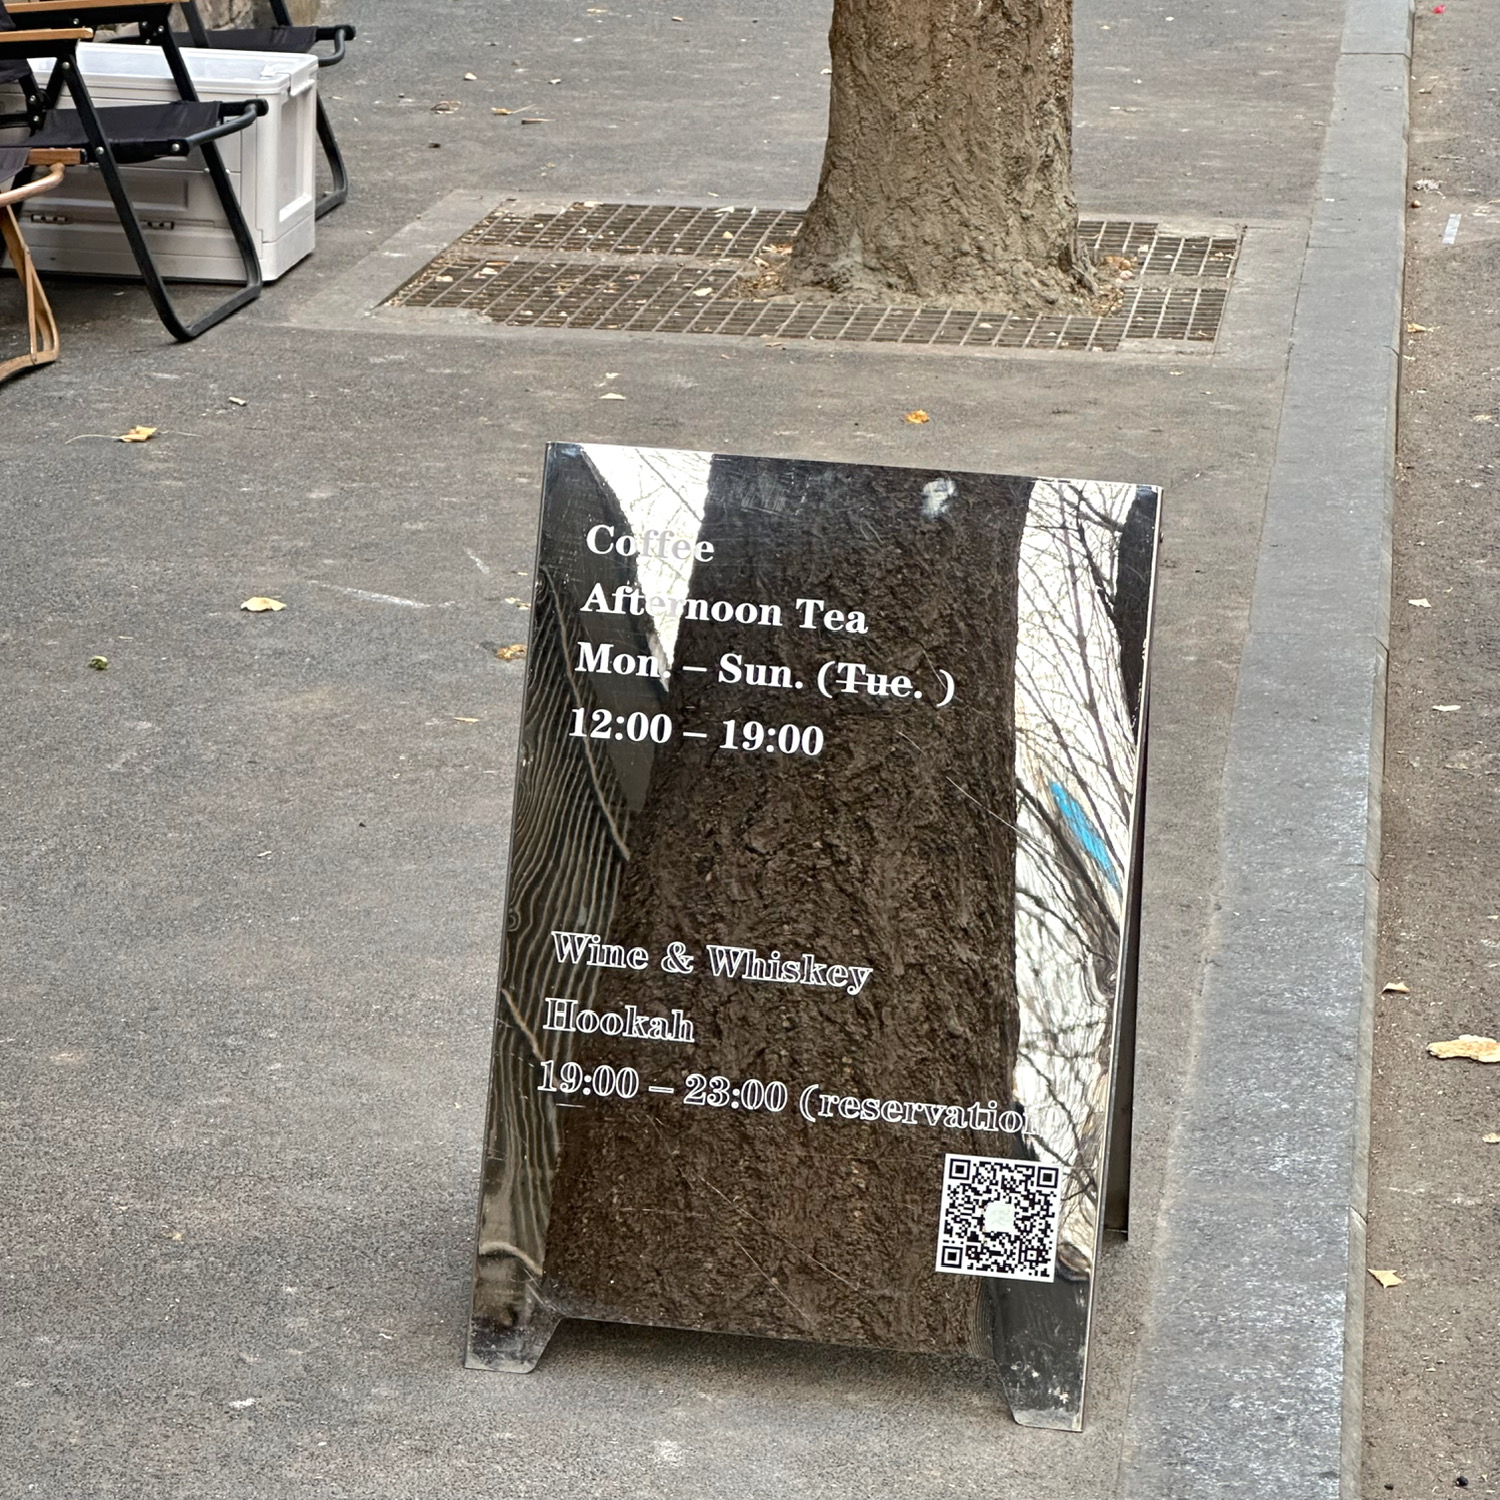 Coffee
Afternoon Tea
Mon. – Sun. (Tue. )
12:00 – 19:00
Wine & Whiskey
Hookah
19:00 – 23:00 (reservation